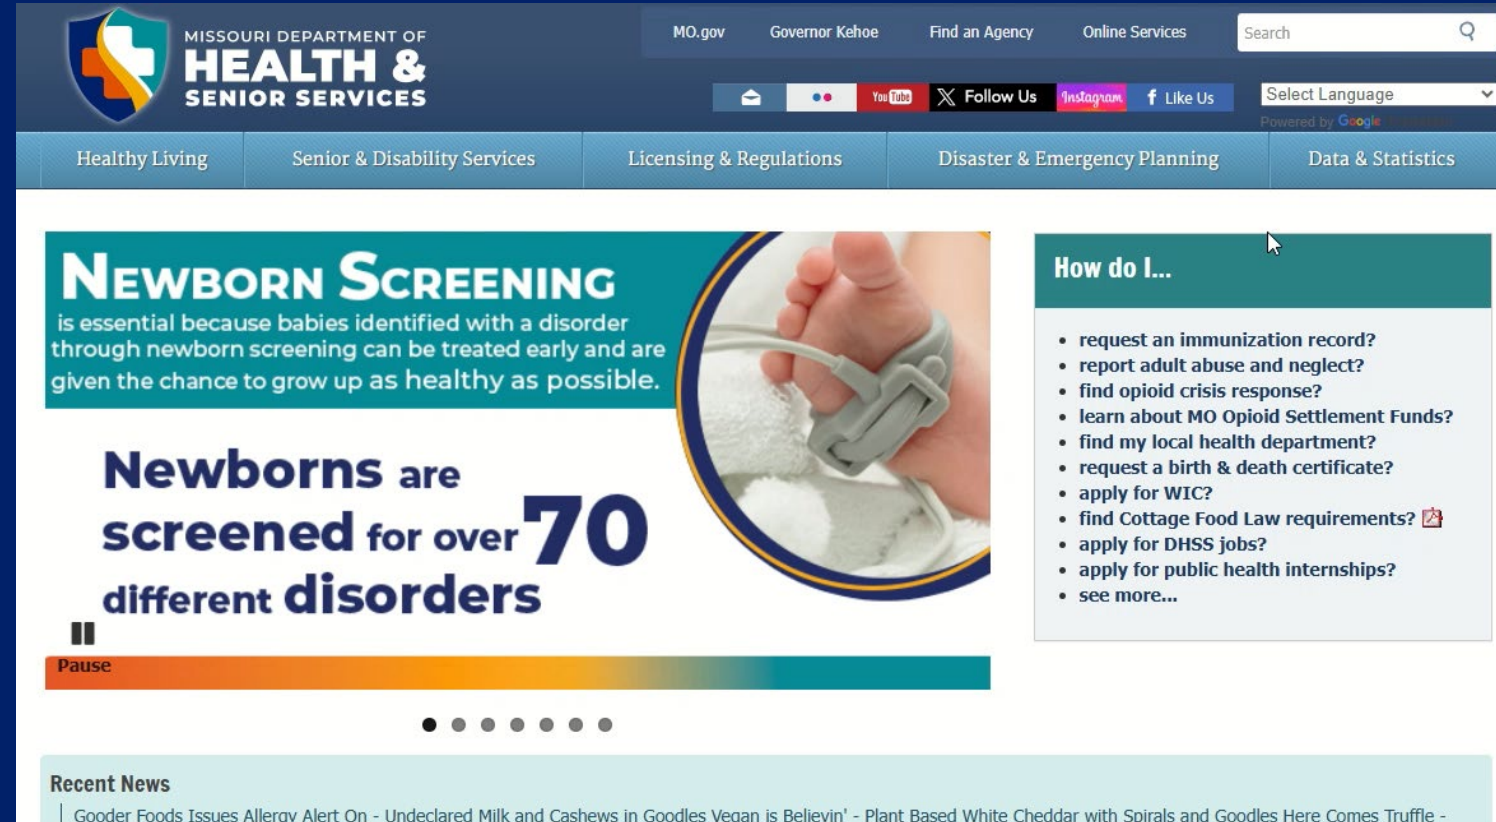 MISSOURI DEPARTMENT OF
HEALTH &
SENIOR SERVICES
MO.gov Governor Kehoe Find an Agency Online Services Search
You Tube Follow Us Instagram f Like Us Select Language
Powered by Google
Healthy Living Senior & Disability Services Licensing & Regulations Disaster & Emergency Planning Data & Statistics
NEWBORN SCREENING
is essential because babies identified with a disorder
through newborn screening can be treated early and are
given the chance to grow up as healthy as possible.
Newborns are
screened for over 70
different disorders
Pause
How do I...
• request an immunization record?
• report adult abuse and neglect?
• find opioid crisis response?
• learn about MO Opioid Settlement Funds?
• find my local health department?
• request a birth & death certificate?
• apply for WIC?
• find Cottage Food Law requirements?
• apply for DHSS jobs?
• apply for public health internships?
• see more...
Recent News
Gooder Foods Issues Allergy Alert On - Undeclared Milk and Cashews in Goodles Vegan is Believin' - Plant Based White Cheddar with Spirals and Goodles Here Comes Truffle -